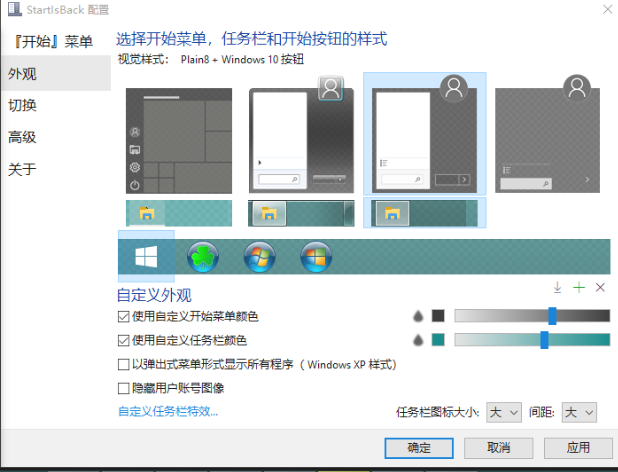 StartIsBack 配置
『开始』菜单
外观
切换
高级
关于
选择开始菜单，任务栏和开始按钮的样式
视觉样式： Plain8 + Windows 10 按钮
自定义外观
使用自定义开始菜单颜色
使用自定义任务栏颜色
以弹出式菜单形式显示所有程序（ Windows XP 样式）
隐藏用户账号图像
自定义任务栏特效...
任务栏图标大小: 大 间距: 大
确定 取消 应用